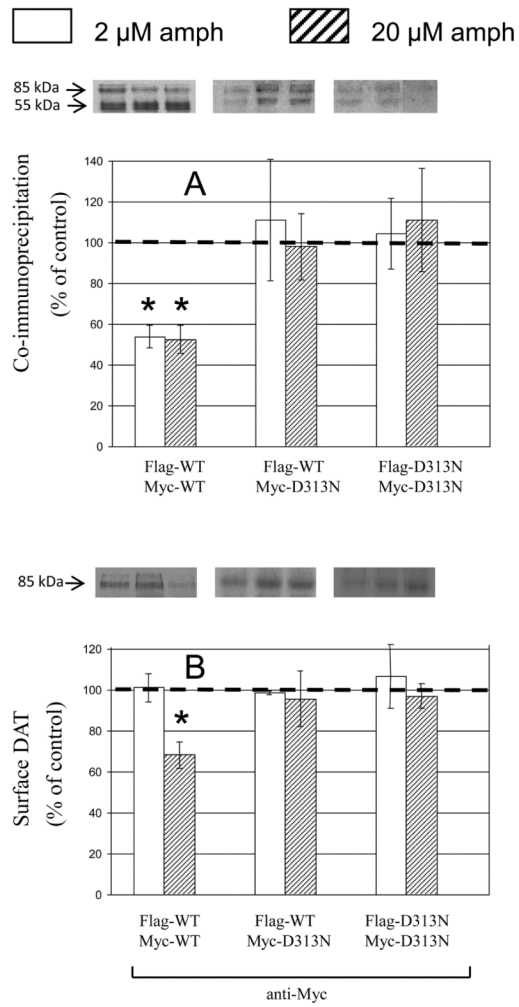 2 µM amph
20 µM amph
85 kDa
55 kDa
Co-immunoprecipitation
(% of control)
A
140
120
100
80
60
40
20
0
* *
Flag-WT
Myc-WT
Flag-WT
Myc-D313N
Flag-D313N
Myc-D313N
85 kDa
Surface DAT
(% of control)
B
120
100
80
60
40
20
0
*
Flag-WT
Myc-WT
Flag-WT
Myc-D313N
Flag-D313N
Myc-D313N
anti-Myc